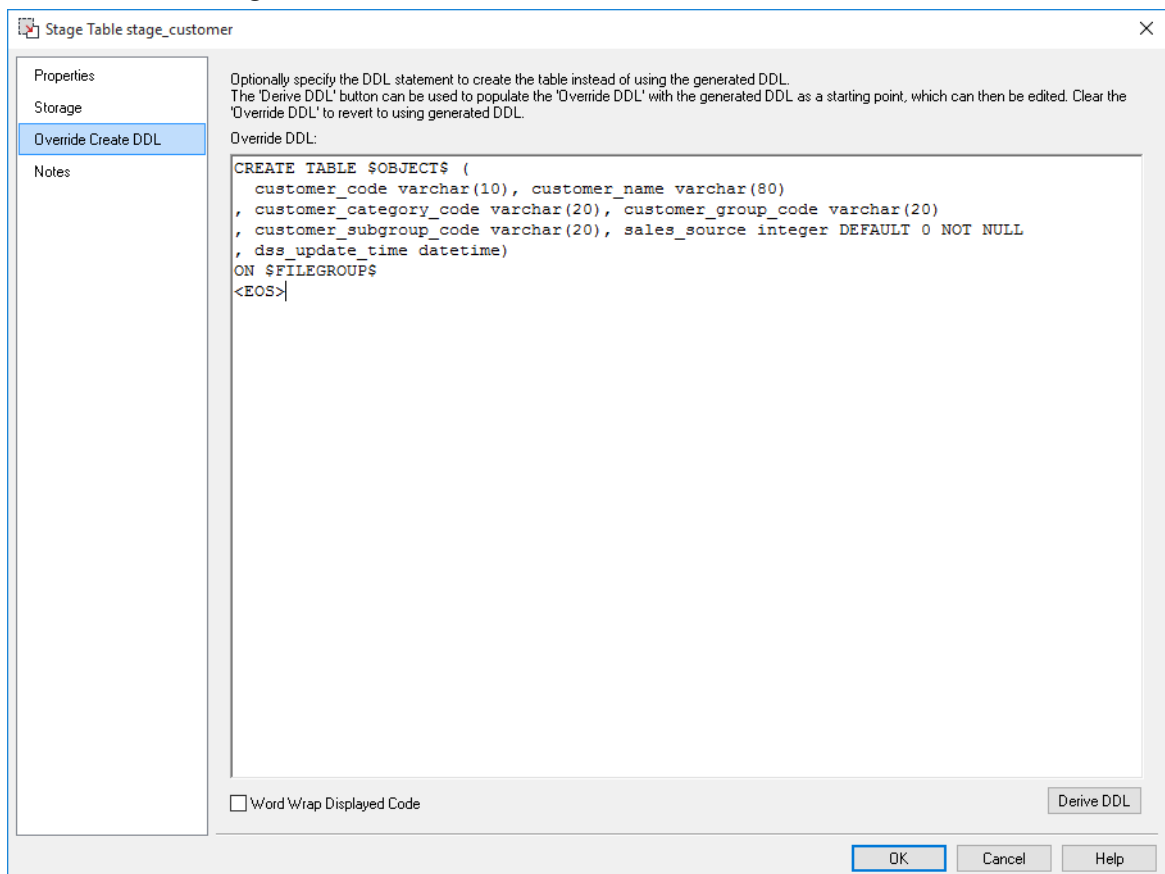 Stage Table stage_customer
Properties
Storage
Override Create DDL
Notes
Optionally specify the DDL statement to create the table instead of using the generated DDL.
The 'Derive DDL' button can be used to populate the 'Override DDL' with the generated DDL as a starting point, which can then be edited. Clear the
'Override DDL' to revert to using generated DDL.
Override DDL:
CREATE TABLE $OBJECT$ (
  customer_code varchar(10), customer_name varchar(80)
, customer_category_code varchar(20), customer_group_code varchar(20)
, customer_subgroup_code varchar(20), sales_source integer DEFAULT 0 NOT NULL
, dss_update_time datetime)
ON $FILEGROUP$
<EOS>
Word Wrap Displayed Code
Derive DDL
OK
Cancel
Help